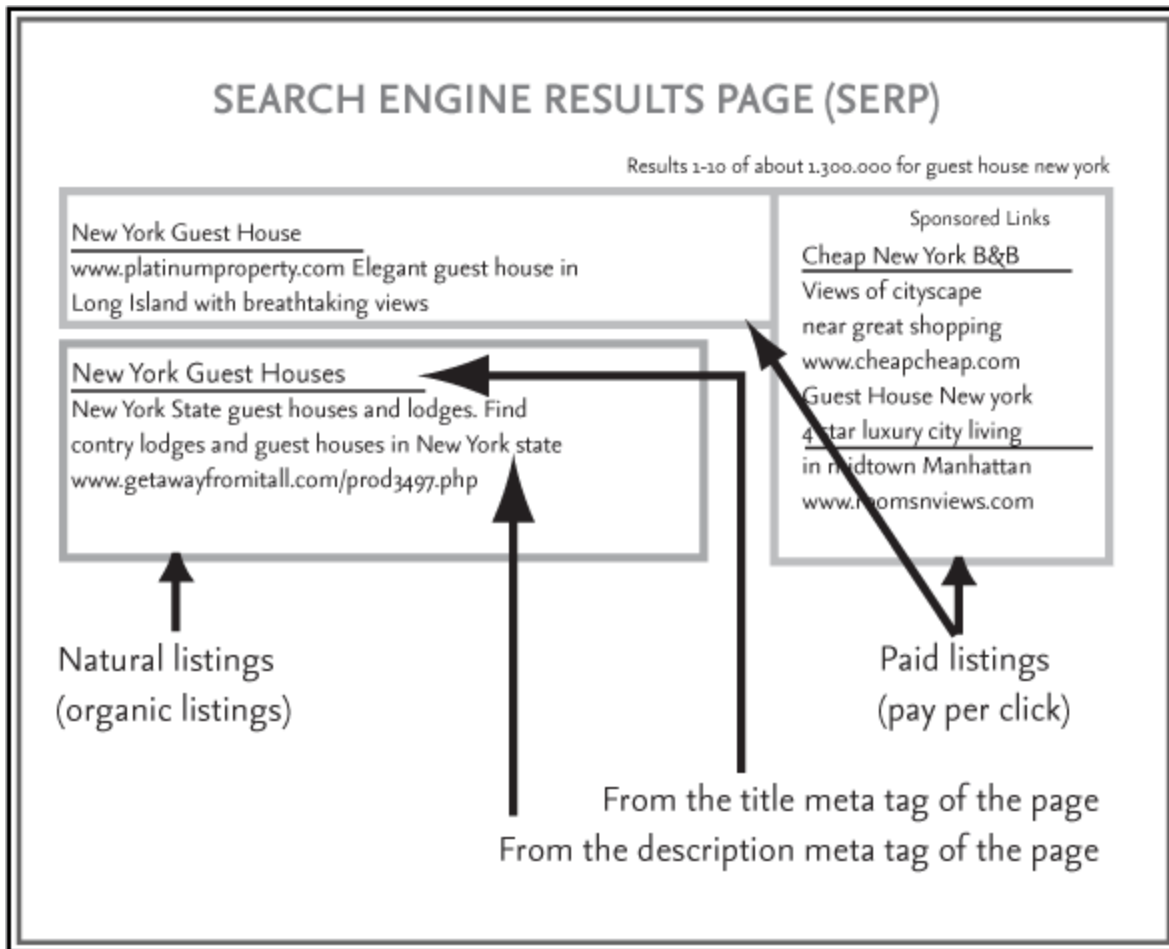 SEARCH ENGINE RESULTS PAGE (SERP)
Results 1-10 of about 1.300.000 for guest house new york
New York Guest House
www.platinumproperty.com Elegant guest house in
Long Island with breathtaking views
New York Guest Houses
New York State guest houses and lodges. Find
contry lodges and guest houses in New York state
www.getawayfromitall.com/prod3497.php
Sponsored Links
Cheap New York B&B
Views of cityscape
near great shopping
www.cheapcheap.com
Guest House New york
4 star luxury city living
in midtown Manhattan
www.roomsnviews.com
Natural listings
(organic listings)
Paid listings
(pay per click)
From the title meta tag of the page
From the description meta tag of the page